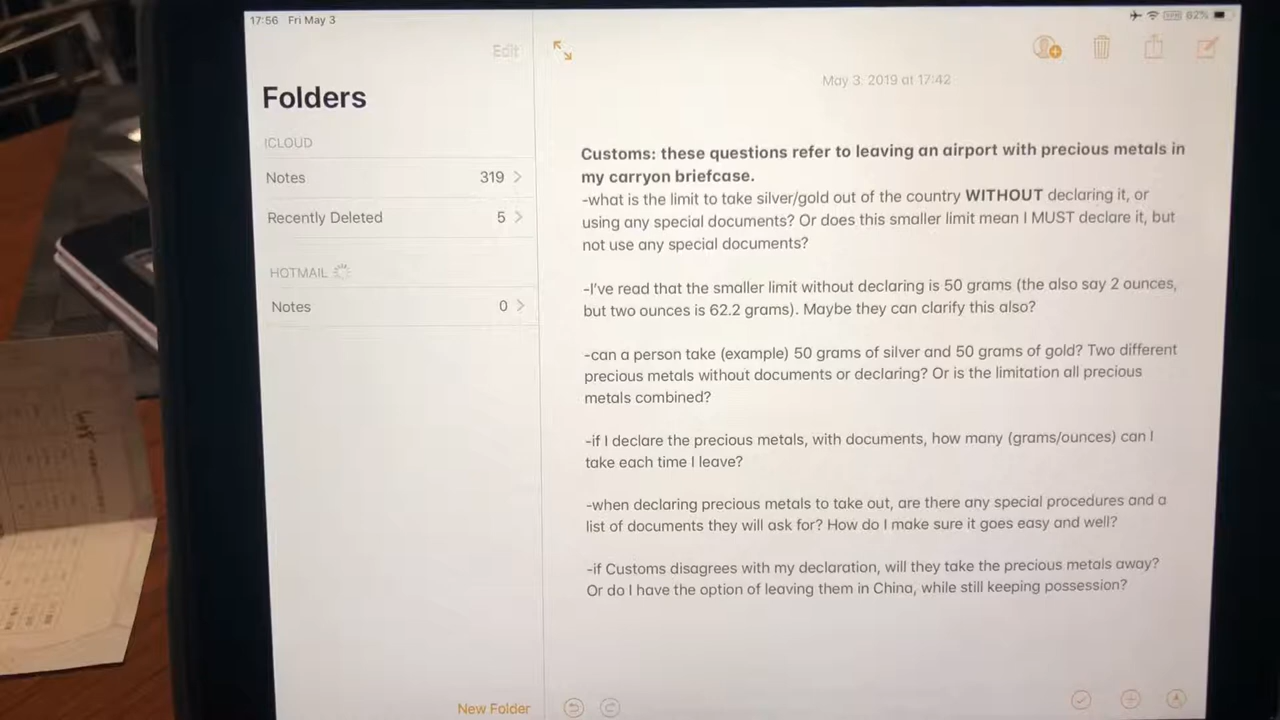 17:56 Fri May 3
62%
Edit
Folders
ICLOUD
Notes 319
Recently Deleted 5
HOTMAIL
Notes 0
New Folder
May 3, 2019 at 17:42
Customs: these questions refer to leaving an airport with precious metals in
my carryon briefcase.
-what is the limit to take silver/gold out of the country WITHOUT declaring it, or
using any special documents? Or does this smaller limit mean I MUST declare it, but
not use any special documents?
-I've read that the smaller limit without declaring is 50 grams (the also say 2 ounces,
but two ounces is 62.2 grams). Maybe they can clarify this also?
-can a person take (example) 50 grams of silver and 50 grams of gold? Two different
precious metals without documents or declaring? Or is the limitation all precious
metals combined?
-if I declare the precious metals, with documents, how many (grams/ounces) can I
take each time I leave?
-when declaring precious metals to take out, are there any special procedures and a
list of documents they will ask for? How do I make sure it goes easy and well?
-if Customs disagrees with my declaration, will they take the precious metals away?
Or do I have the option of leaving them in China, while still keeping possession?